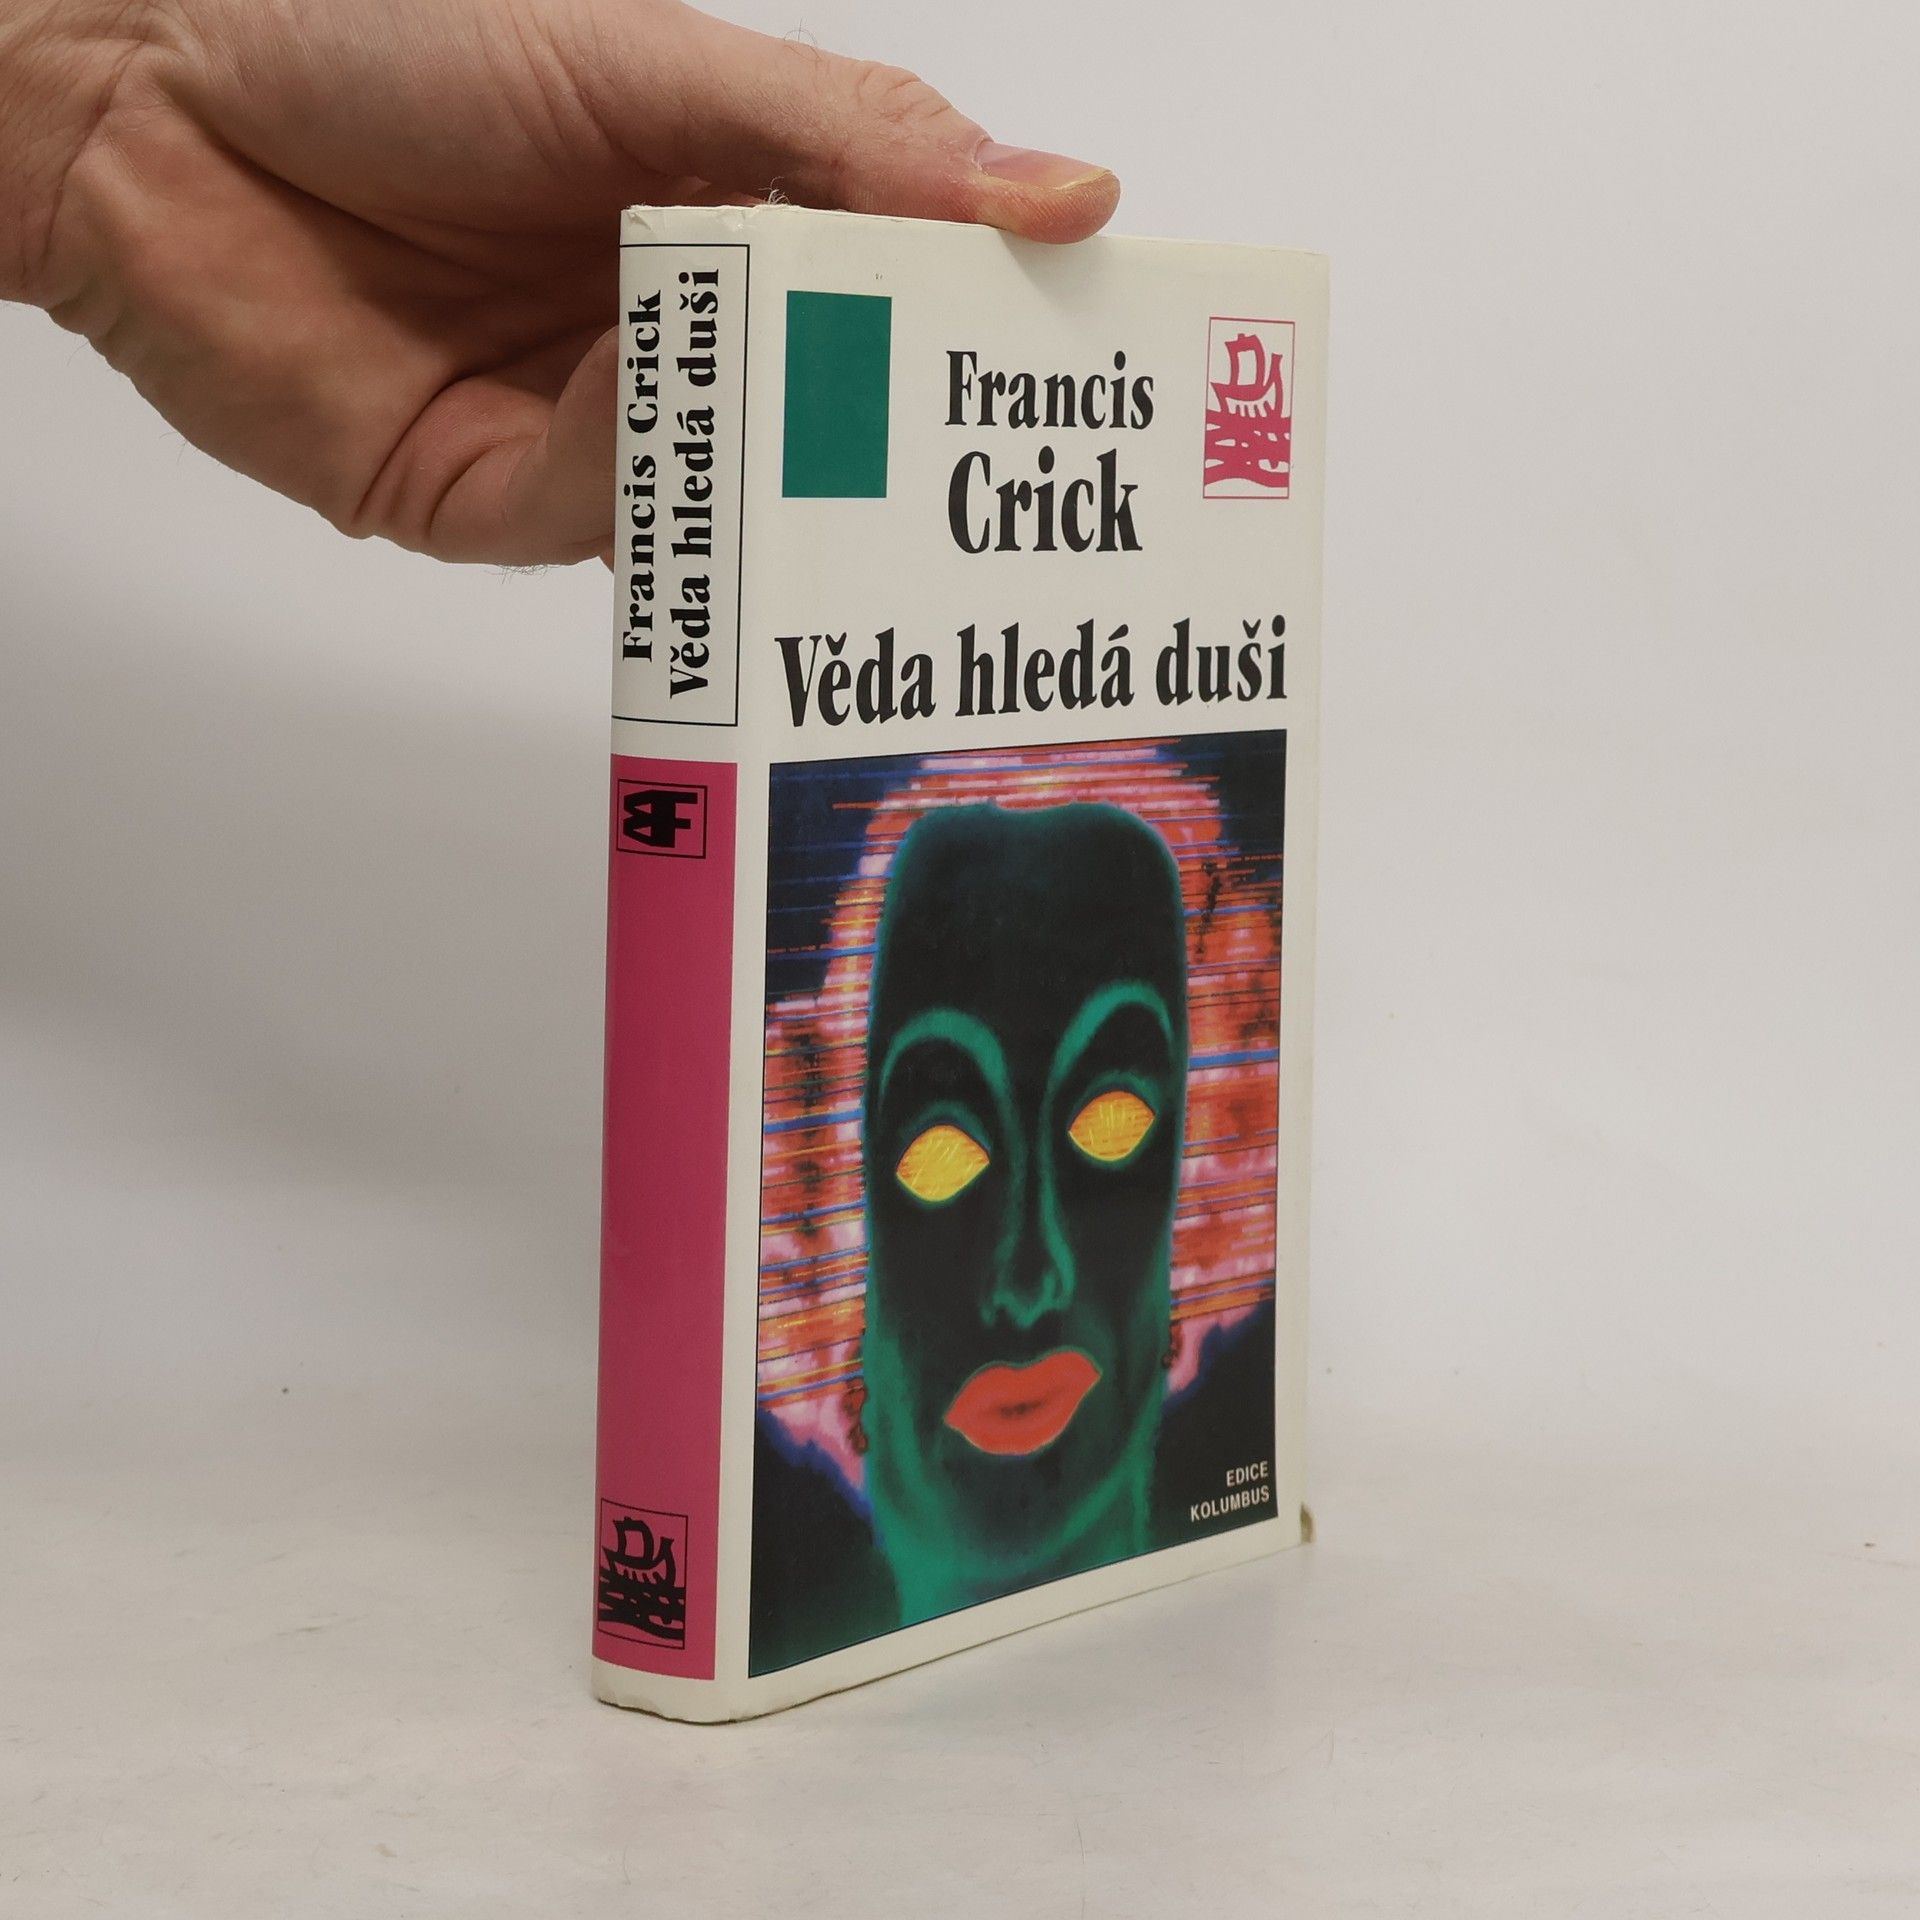 Francis Crick
Věda hledá duši
Francis
Crick
Věda hledá duši
EDICE
KOLUMBUS